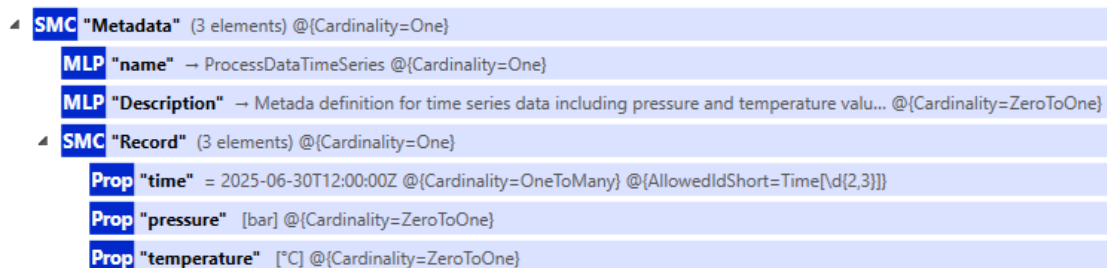 SMC "Metadata" (3 elements) @{Cardinality=One}
MLP "name" → ProcessDataTimeSeries @{Cardinality=One}
MLP "Description" → Metada definition for time series data including pressure and temperature valu... @{Cardinality=ZeroToOne}
SMC "Record" (3 elements) @{Cardinality=One}
Prop "time" = 2025-06-30T12:00:00Z @{Cardinality=OneToMany} @{AllowedIdShort=Time[\d{2,3}]}
Prop "pressure" [bar] @{Cardinality=ZeroToOne}
Prop "temperature" [°C] @{Cardinality=ZeroToOne}